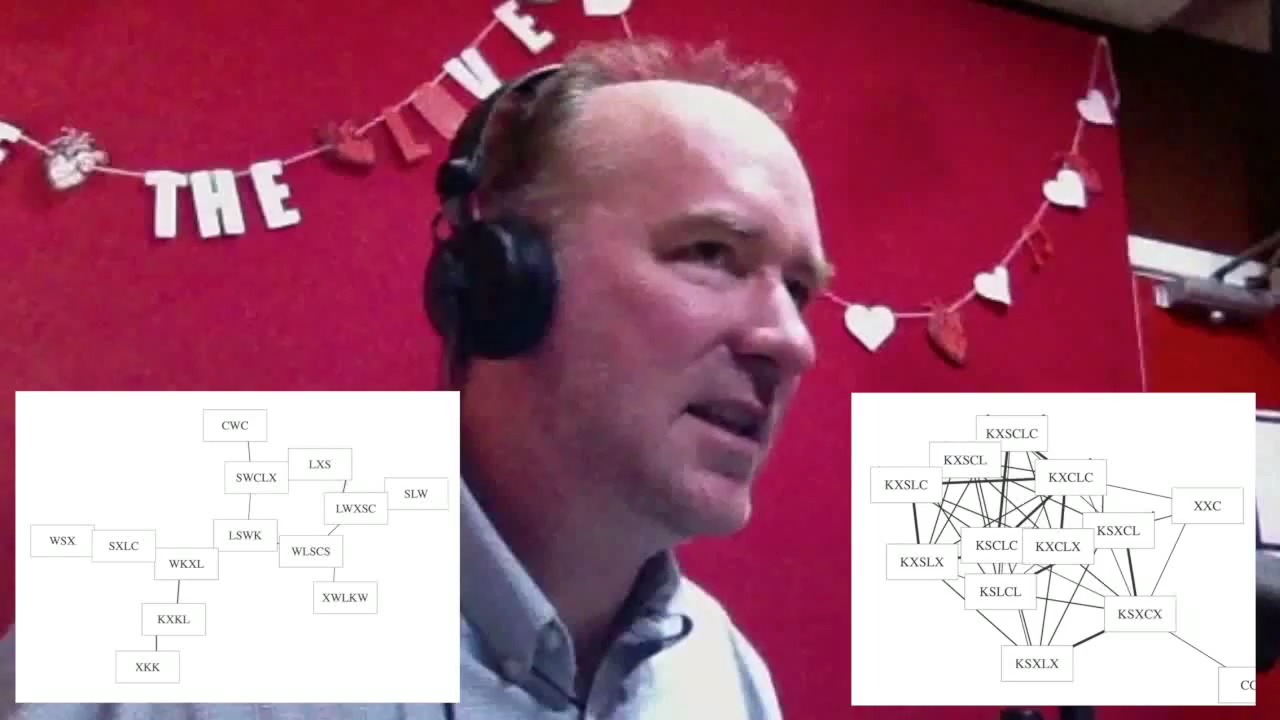 THE LIVE
CWC
SWCLX
LXS
SLW
LWXSC
WSX
SXLC
LSWK
WLSCS
WKXL
XWLKW
KXKL
XKK
KXSCLC
KXSCL
KXSLC
KXCLC
XXC
KSXCL
KSCLC
KXCLX
KXSLX
KSLCL
KSXCX
KSXLX